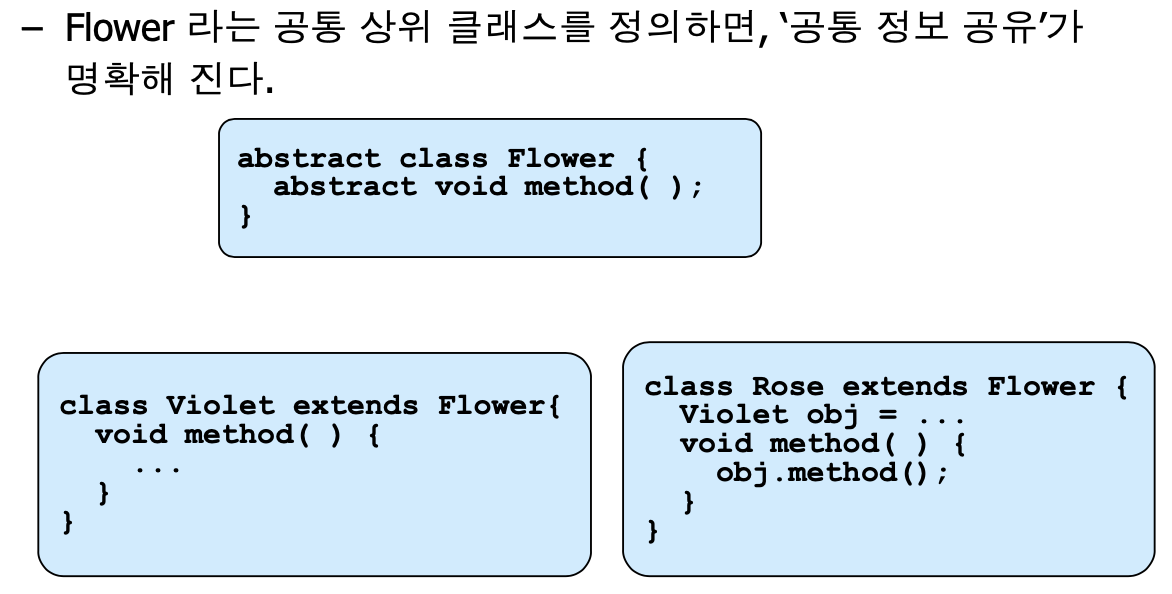 – Flower 라는 공통 상위 클래스를 정의하면, ‘공통 정보 공유’가
명확해 진다.
abstract class Flower {
  abstract void method( );
}
class Violet extends Flower{
  void method( ) {
    ...
  }
}
class Rose extends Flower {
  Violet obj = ...
  void method( ) {
    obj.method();
  }
}